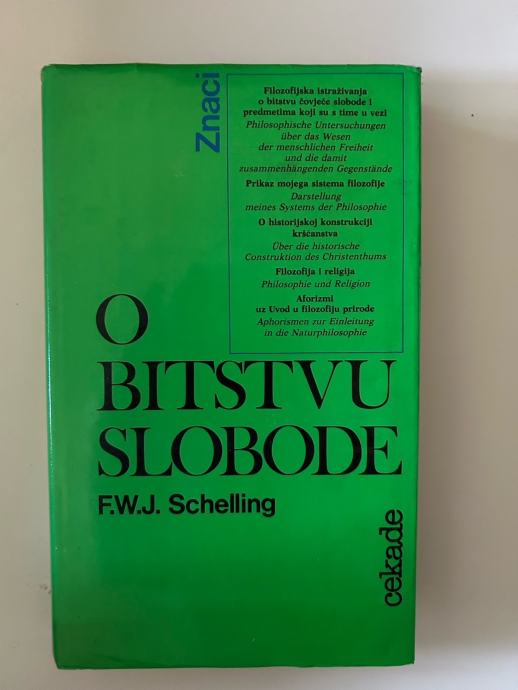 Znaci
Filozofijska istraživanja
o bitstvu čovječe slobode i
predmetima koji su s time u vezi
Philosophische Untersuchungen
über das Wesen
der menschlichen Freiheit
und die damit
zusammenhängenden Gegenstände
Prikaz mojega sistema filozofije
Darstellung
meines Systems der Philosophie
O historijskoj konstrukciji
kršćanstva
Über die historische
Construktion des Christenthums
Filozofija i religija
Philosophie und Religion
Aforizmi
uz Uvod u filozofiju prirode
Aphorismen zur Einleitung
in die Naturphilosophie
O
BITSTVU
SLOBODE
F.W.J. Schelling
cekade